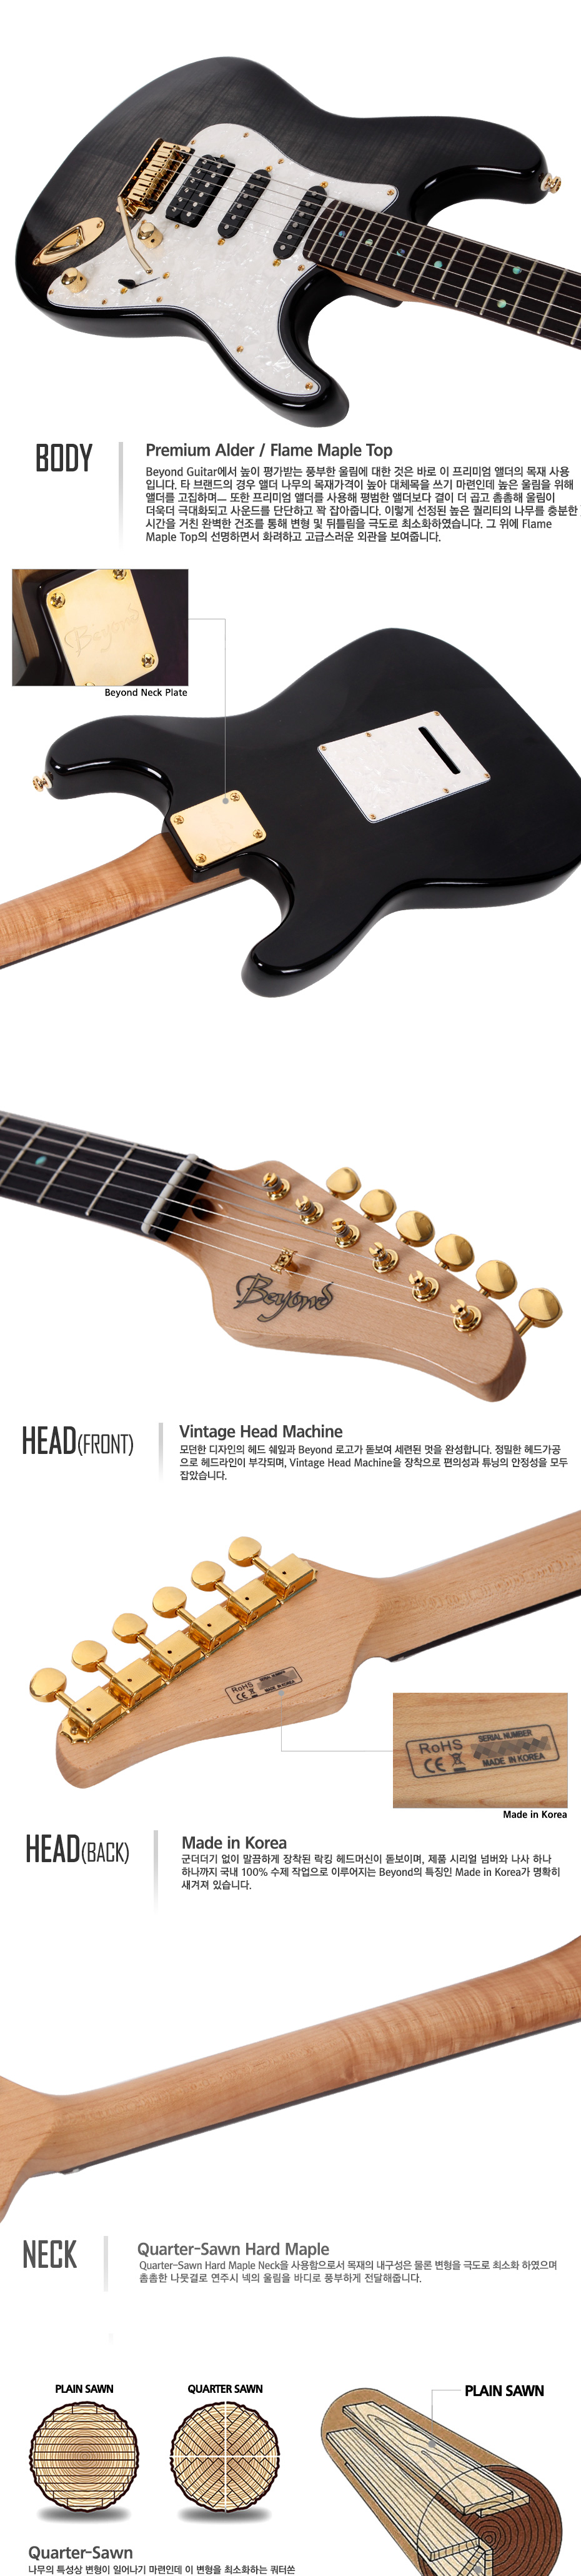 BODY
Premium Alder / Flame Maple Top
Beyond Guitar에서 높이 평가받는 풍부한 울림에 대한 것은 바로 이 프리미엄 앨더의 목재 사용
입니다. 타 브랜드의 경우 앨더 나무의 목재가격이 높아 대체목을 쓰기 마련인데 높은 울림을 위해
앨더를 고집하며— 또한 프리미엄 앨더를 사용해 평범한 앨더보다 결이 더 곱고 촘촘해 울림이
더욱더 극대화되고 사운드를 단단하고 꽉 잡아줍니다. 이렇게 선정된 높은 퀄리티의 나무를 충분한
시간을 거친 완벽한 건조를 통해 변형 및 뒤틀림을 극도로 최소화하였습니다. 그 위에 Flame
Maple Top의 선명하면서 화려하고 고급스러운 외관을 보여줍니다.
Beyond
Beyond Neck Plate
Beyond
HEAD(FRONT)
Vintage Head Machine
모던한 디자인의 헤드 쉐잎과 Beyond 로고가 돋보여 세련된 멋을 완성합니다. 정밀한 헤드가공
으로 헤드라인이 부각되며, Vintage Head Machine을 장착으로 편의성과 튜닝의 안정성을 모두
잡았습니다.
RoHS
SERIAL NUMBER
CE
MADE IN KOREA
RoHS
SERIAL NUMBER
CE
MADE IN KOREA
Made in Korea
HEAD(BACK)
Made in Korea
군더더기 없이 말끔하게 장착된 락킹 헤드머신이 돋보이며, 제품 시리얼 넘버와 나사 하나
하나까지 국내 100% 수제 작업으로 이루어지는 Beyond의 특징인 Made in Korea가 명확히
새겨져 있습니다.
NECK
Quarter-Sawn Hard Maple
Quarter-Sawn Hard Maple Neck을 사용함으로서 목재의 내구성은 물론 변형을 극도로 최소화 하였으며
촘촘한 나뭇결로 연주시 넥의 울림을 바디로 풍부하게 전달해줍니다.
PLAIN SAWN
QUARTER SAWN
PLAIN SAWN
Quarter-Sawn
나무의 특성상 변형이 일어나기 마련인데 이 변형을 최소화하는 쿼터쏜